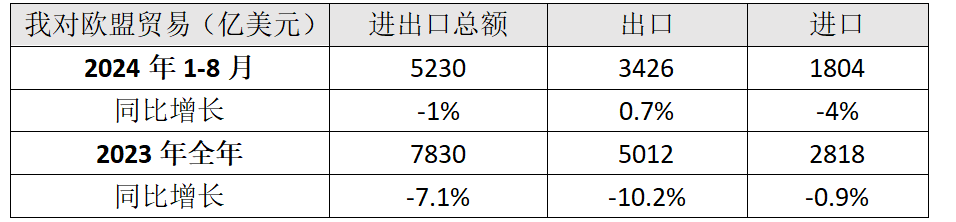 我对欧盟贸易（亿美元） 进出口总额 出口 进口
2024 年 1-8 月 5230 3426 1804
同比增长 -1% 0.7% -4%
2023 年全年 7830 5012 2818
同比增长 -7.1% -10.2% -0.9%